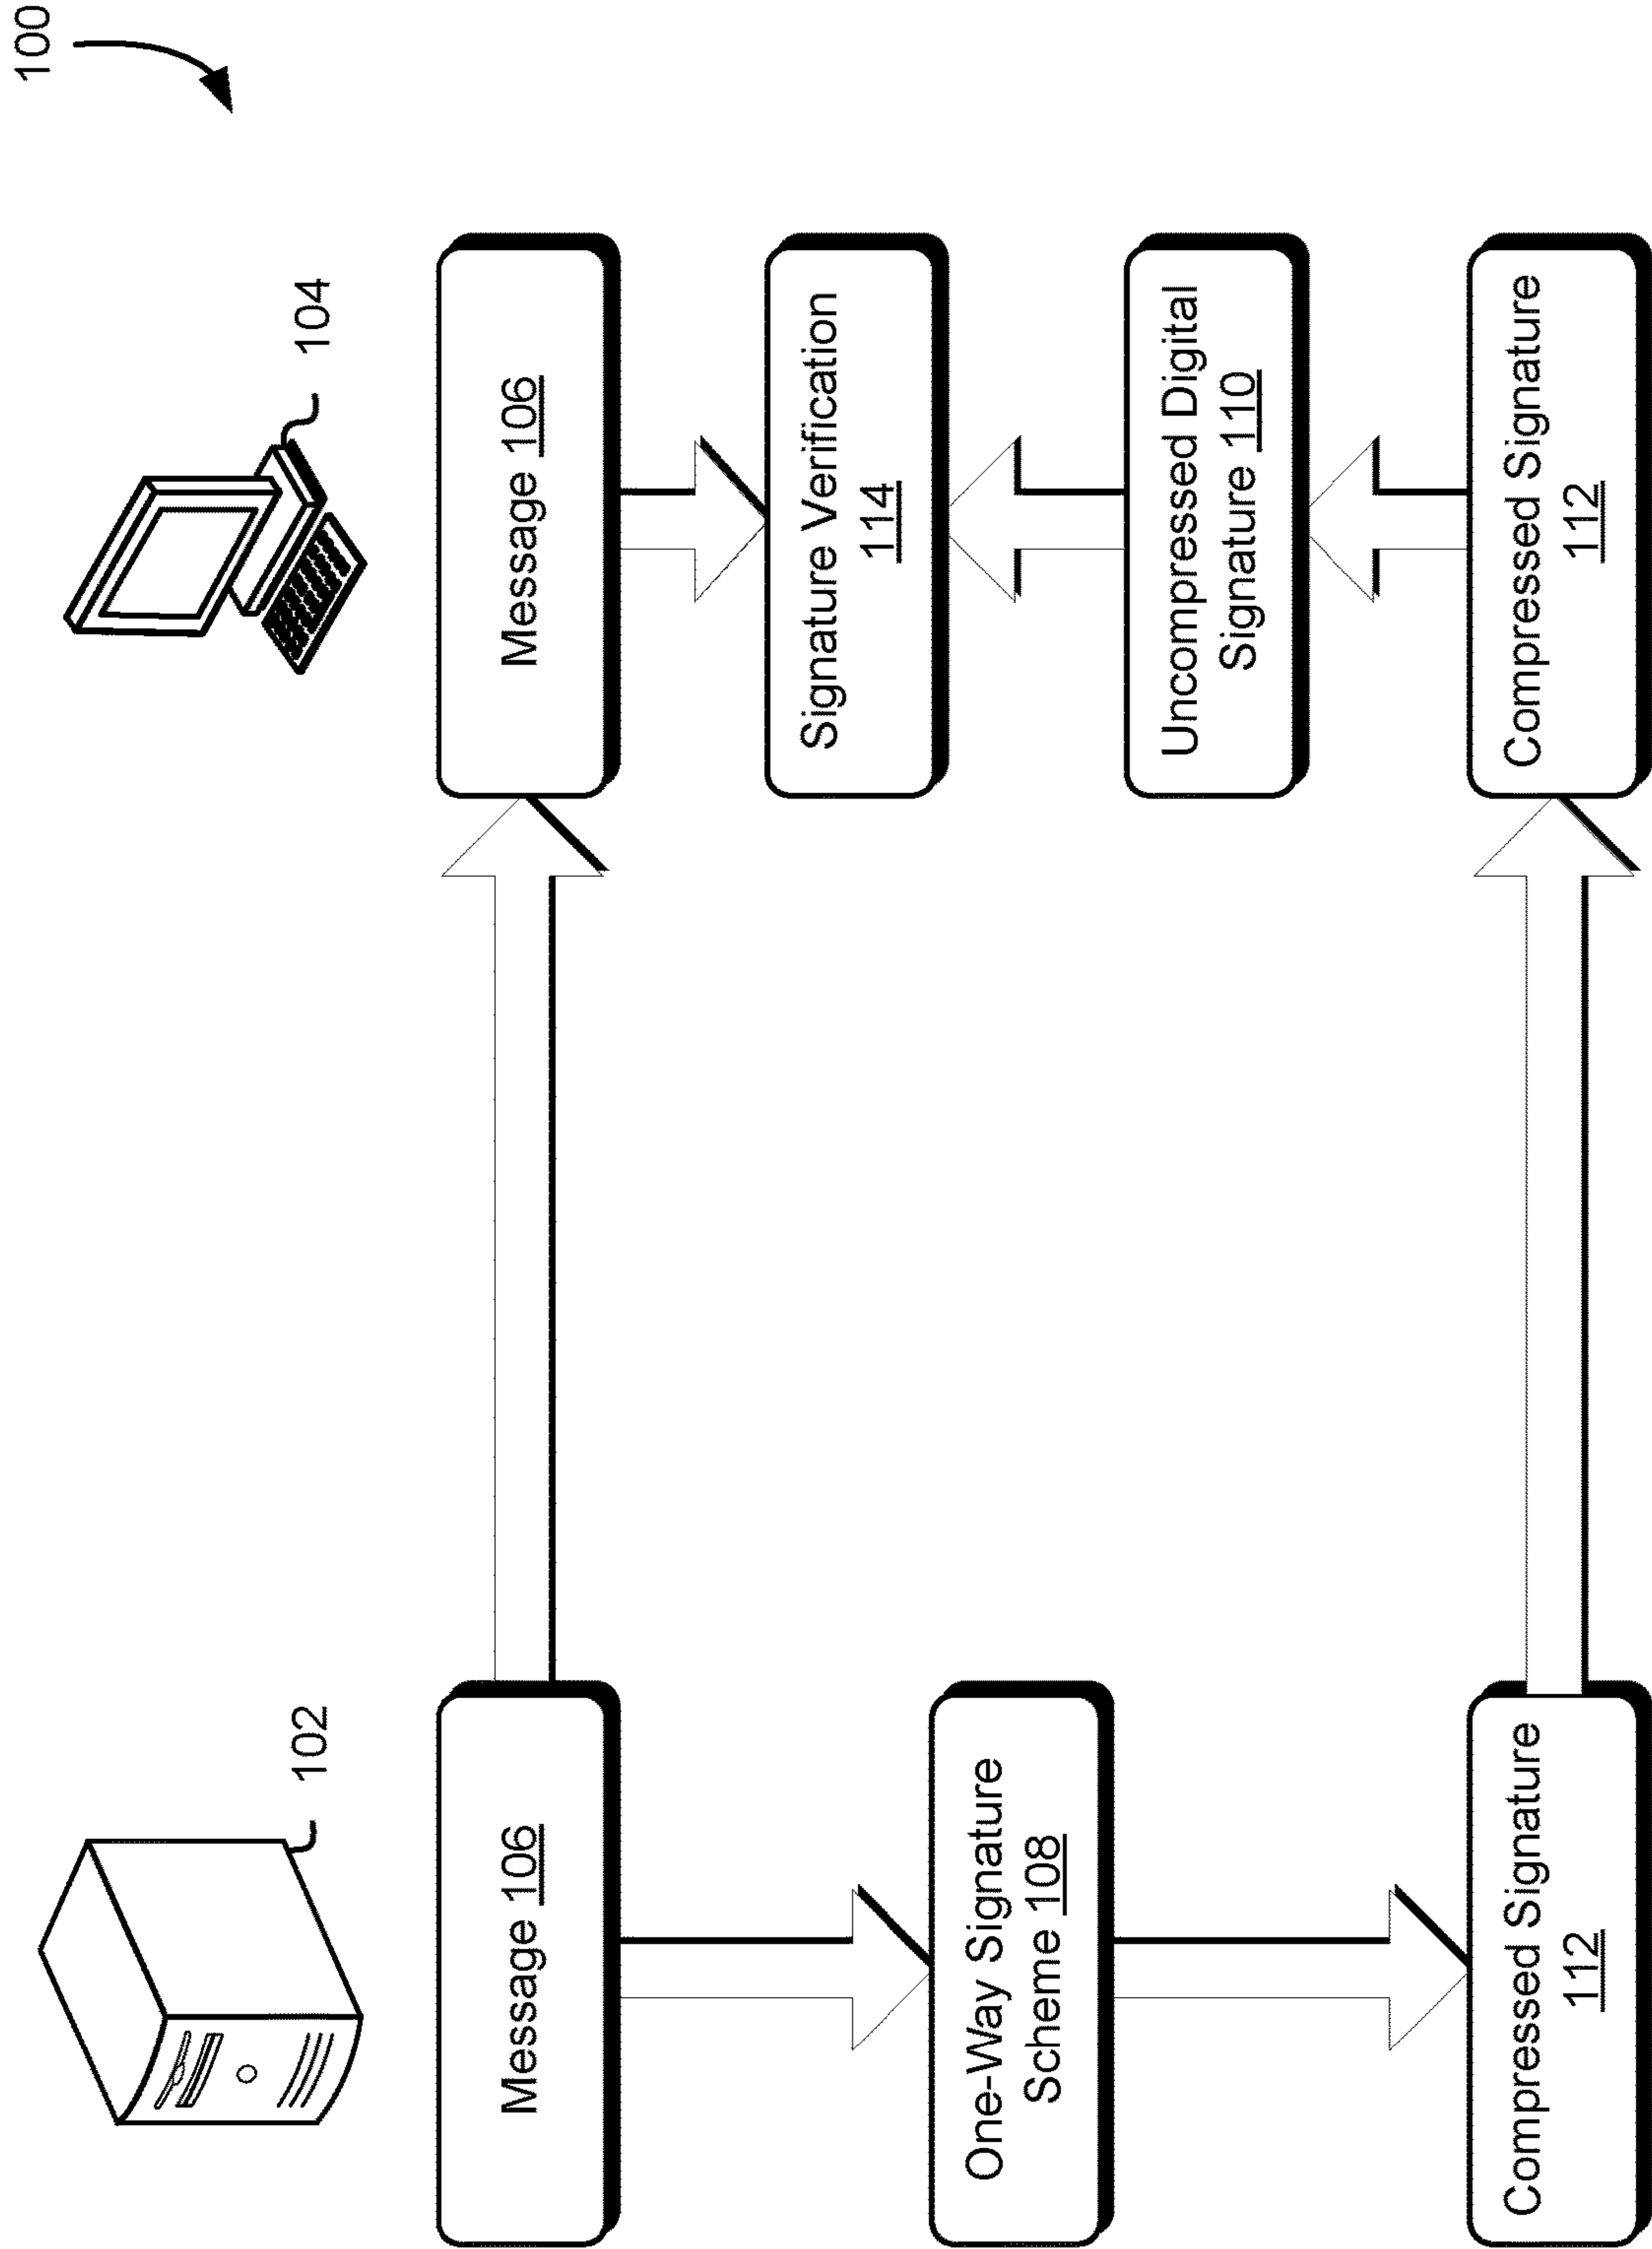 100
102
104
Message 106
Message 106
One-Way Signature
Scheme 108
Signature Verification
114
Uncompressed Digital
Signature 110
Compressed Signature
112
Compressed Signature
112